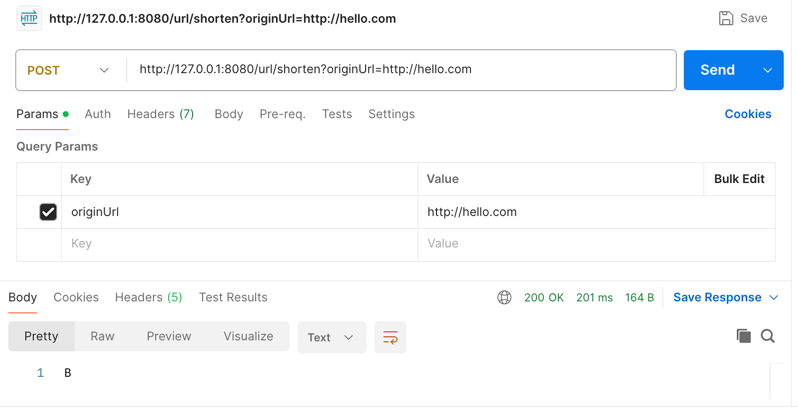 HTTP http://127.0.0.1:8080/url/shorten?originUrl=http://hello.com Save
POST http://127.0.0.1:8080/url/shorten?originUrl=http://hello.com Send
Params Auth Headers (7) Body Pre-req. Tests Settings Cookies
Query Params
Key Value Bulk Edit
originUrl http://hello.com
Key Value
Body Cookies Headers (5) Test Results 200 OK 201 ms 164 B Save Response
Pretty Raw Preview Visualize Text
1 B